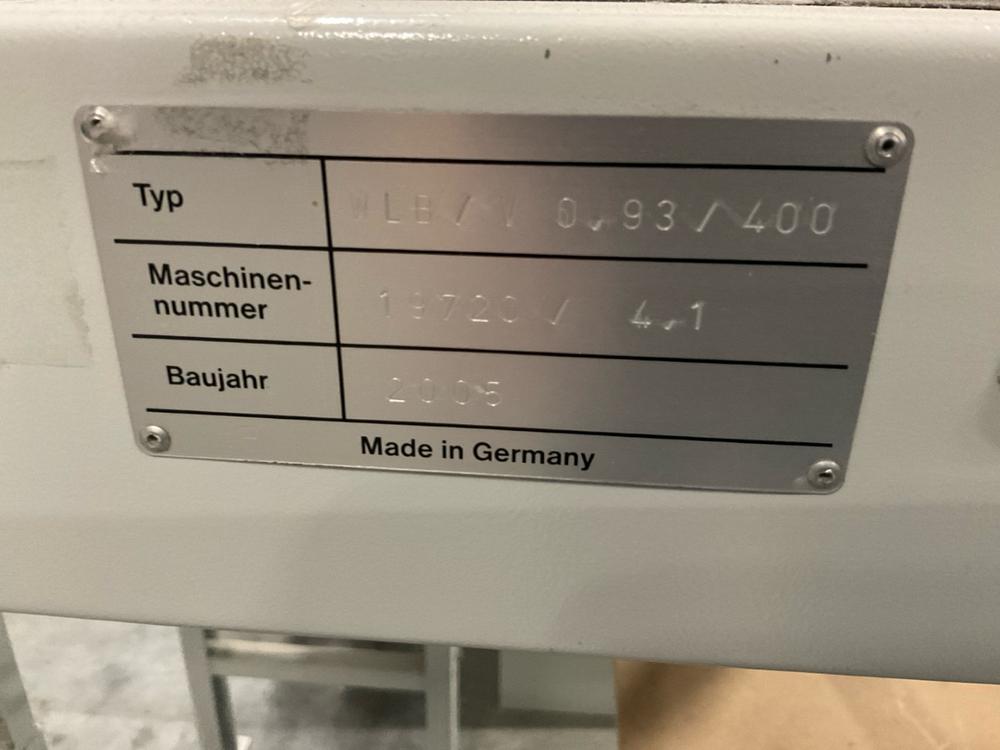 Typ WLB/V 0,93/400
Maschinen-
nummer 19720/ 4.1
Baujahr 2005
Made in Germany